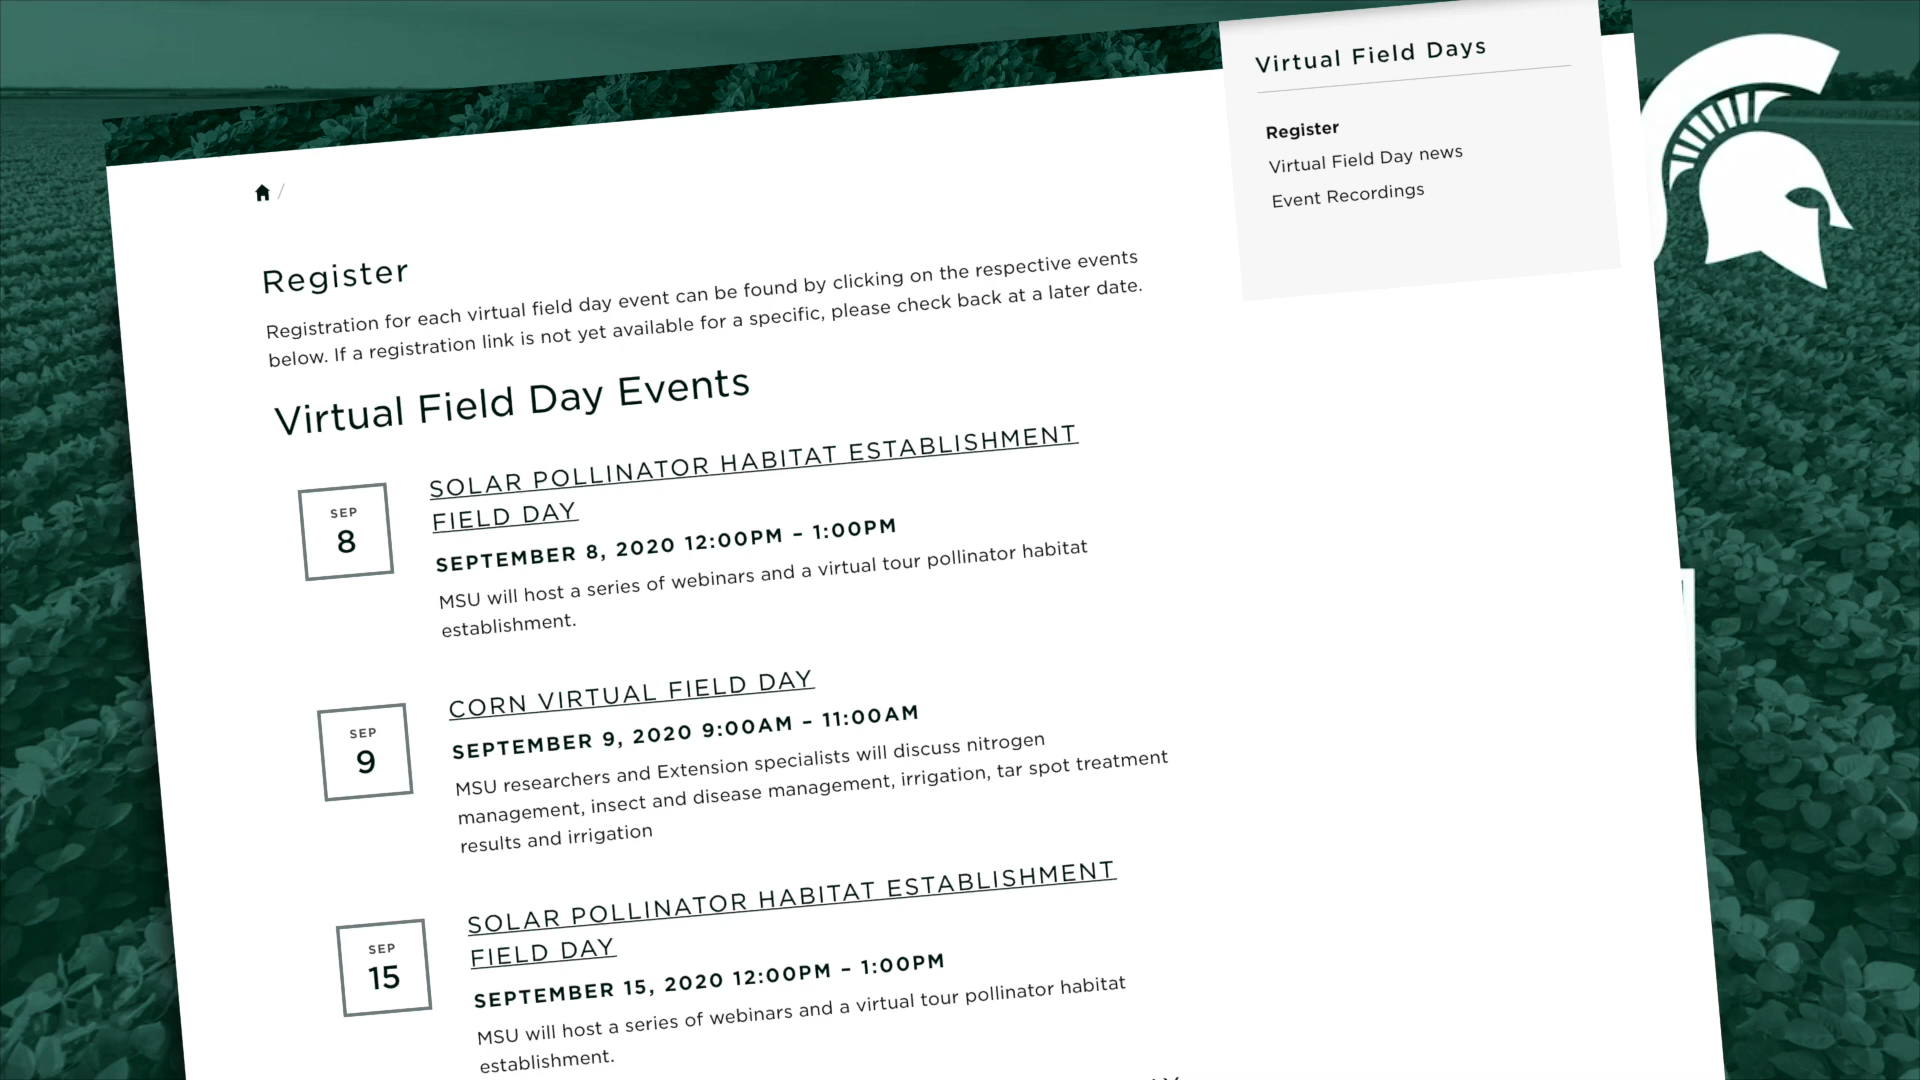 Virtual Field Days
Register
Virtual Field Day news
Event Recordings
/
Register
Registration for each virtual field day event can be found by clicking on the respective events
below. If a registration link is not yet available for a specific, please check back at a later date.
Virtual Field Day Events
SEP
8
SOLAR POLLINATOR HABITAT ESTABLISHMENT
FIELD DAY
SEPTEMBER 8, 2020 12:00PM – 1:00PM
MSU will host a series of webinars and a virtual tour pollinator habitat
establishment.
SEP
9
CORN VIRTUAL FIELD DAY
SEPTEMBER 9, 2020 9:00AM – 11:00AM
MSU researchers and Extension specialists will discuss nitrogen
management, insect and disease management, irrigation, tar spot treatment
results and irrigation
SEP
15
SOLAR POLLINATOR HABITAT ESTABLISHMENT
FIELD DAY
SEPTEMBER 15, 2020 12:00PM – 1:00PM
MSU will host a series of webinars and a virtual tour pollinator habitat
establishment.